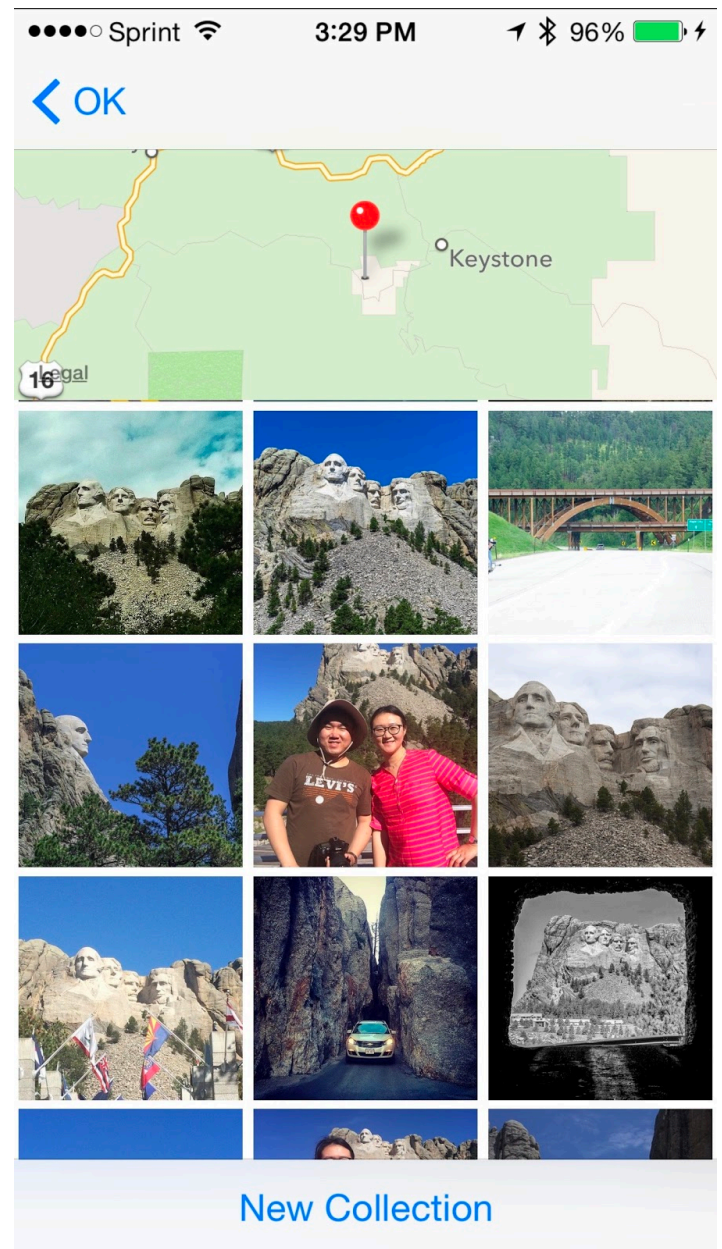 Sprint 3:29 PM 96%
OK
Keystone
16
Legal
LEVI'S
New Collection